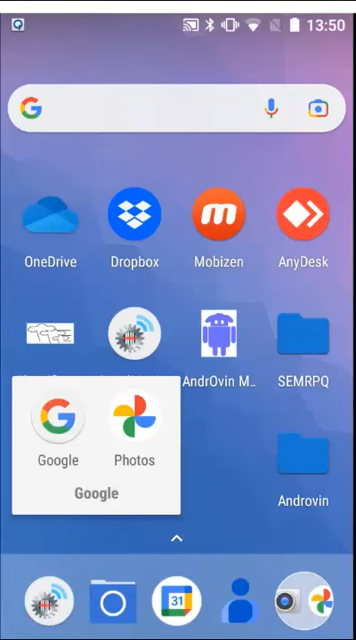 13:50
OneDrive
Dropbox
Mobizen
AnyDesk
AndrOvin M..
SEMRPQ
Google
Photos
Google
Androvin
31